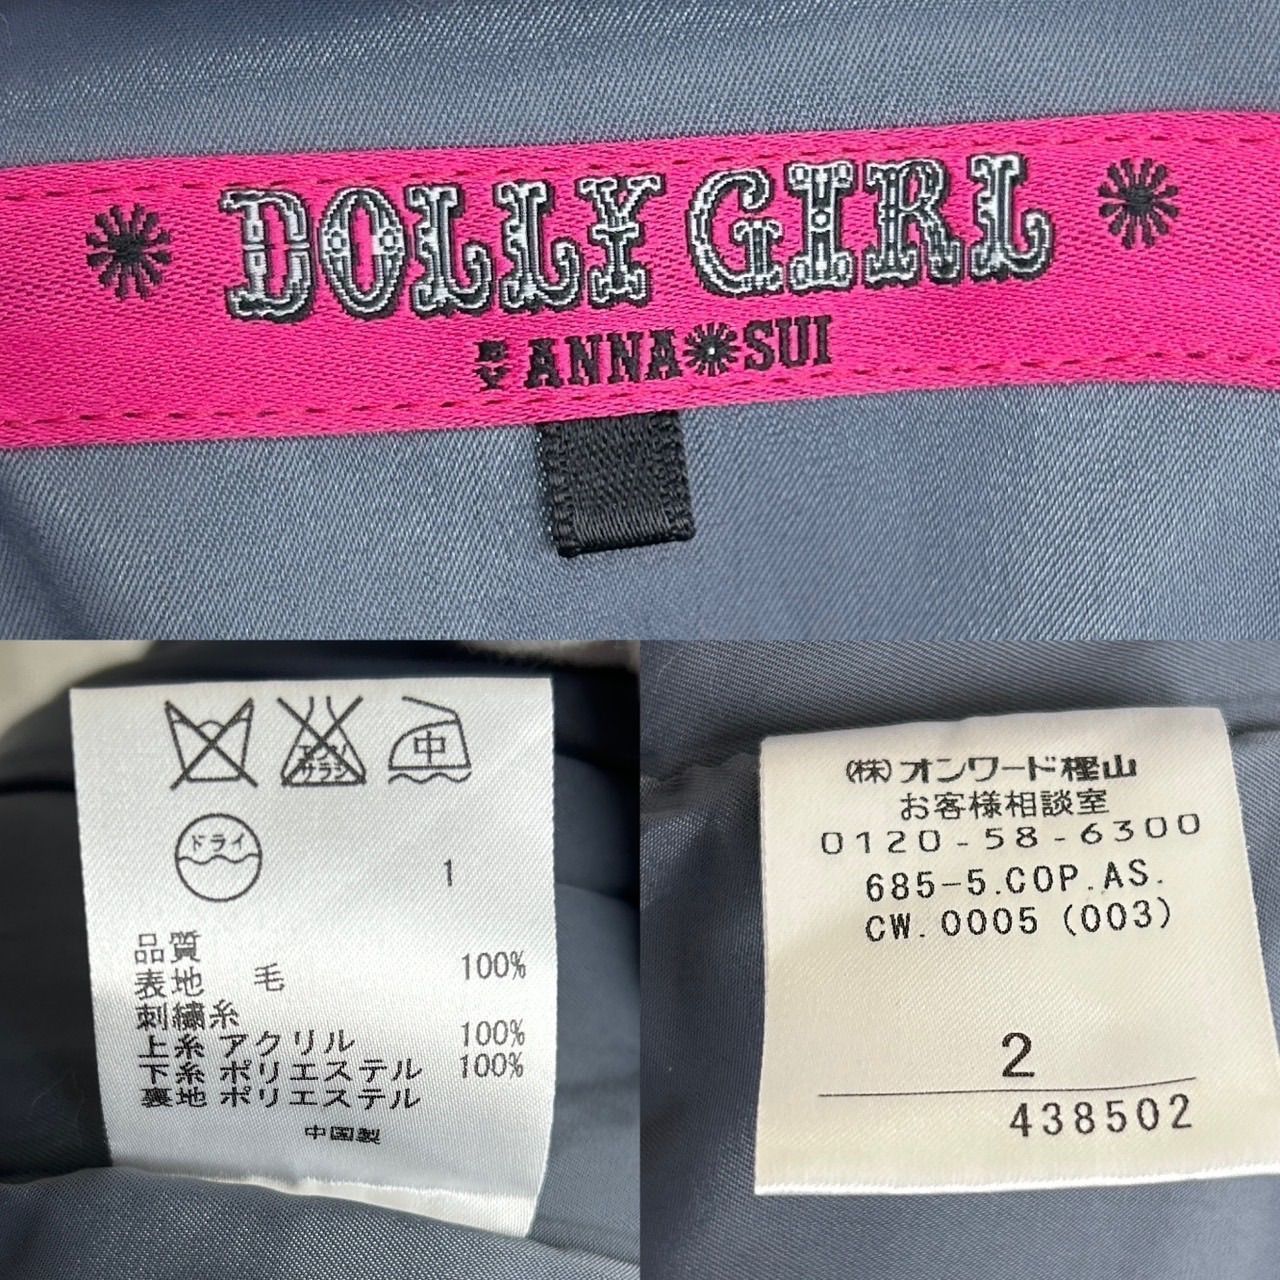 DOLLY GIRL
BY ANNA SUI
エンソ
サラシ
中
ドライ
1
品質
表地 毛 100%
刺繍糸
上糸 アクリル 100%
下糸 ポリエステル 100%
裏地 ポリエステル
中国製
(株)オンワード樫山
お客様相談室
0120-58-6300
685-5.COP.AS.
CW.0005 (003)
2
438502